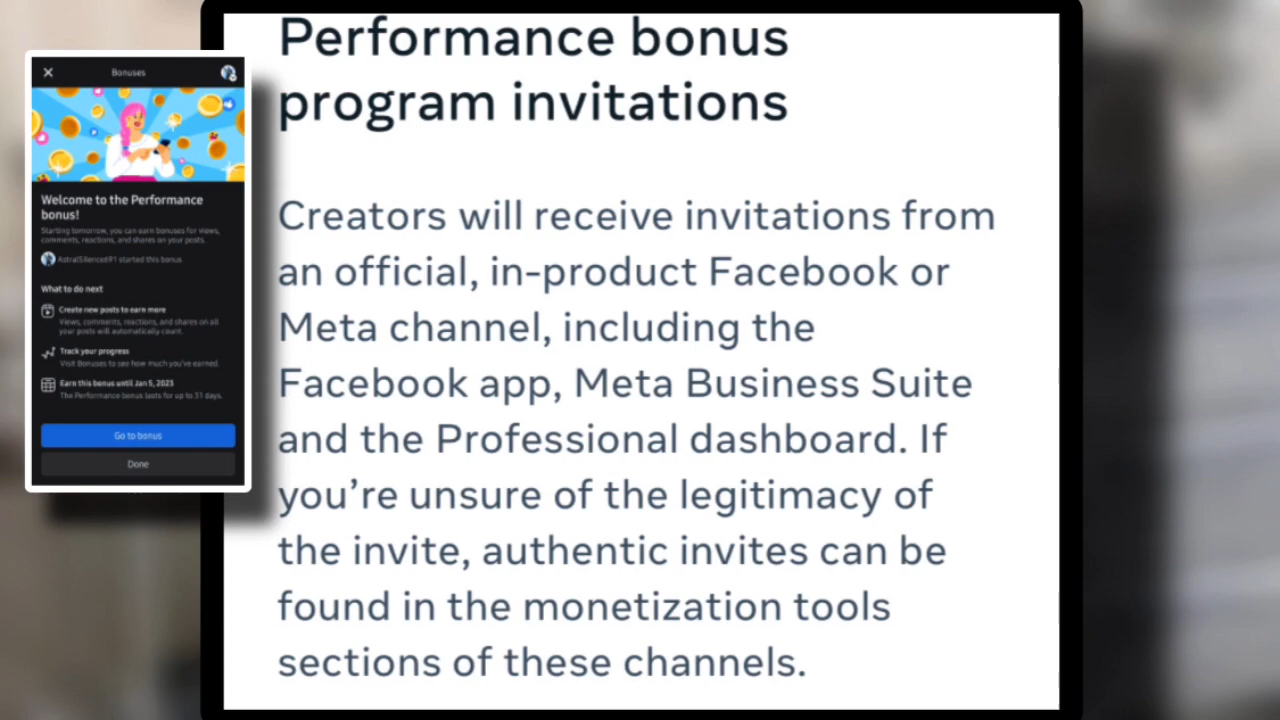 Performance bonus
program invitations
Creators will receive invitations from
an official, in-product Facebook or
Meta channel, including the
Facebook app, Meta Business Suite
and the Professional dashboard. If
you’re unsure of the legitimacy of
the invite, authentic invites can be
found in the monetization tools
sections of these channels.
Bonuses
Welcome to the Performance
bonus!
Starting tomorrow, you can earn bonuses for views,
comments, reactions, and shares on your posts.
started this bonus
What to do next
Create new posts to earn more
Views, comments, reactions, and shares on all
your posts will automatically count.
Track your progress
Visit Bonuses to see how much you've earned.
Earn this bonus until Jan 5, 2023
The Performance bonus lasts for up to 31 days.
Go to bonus
Done